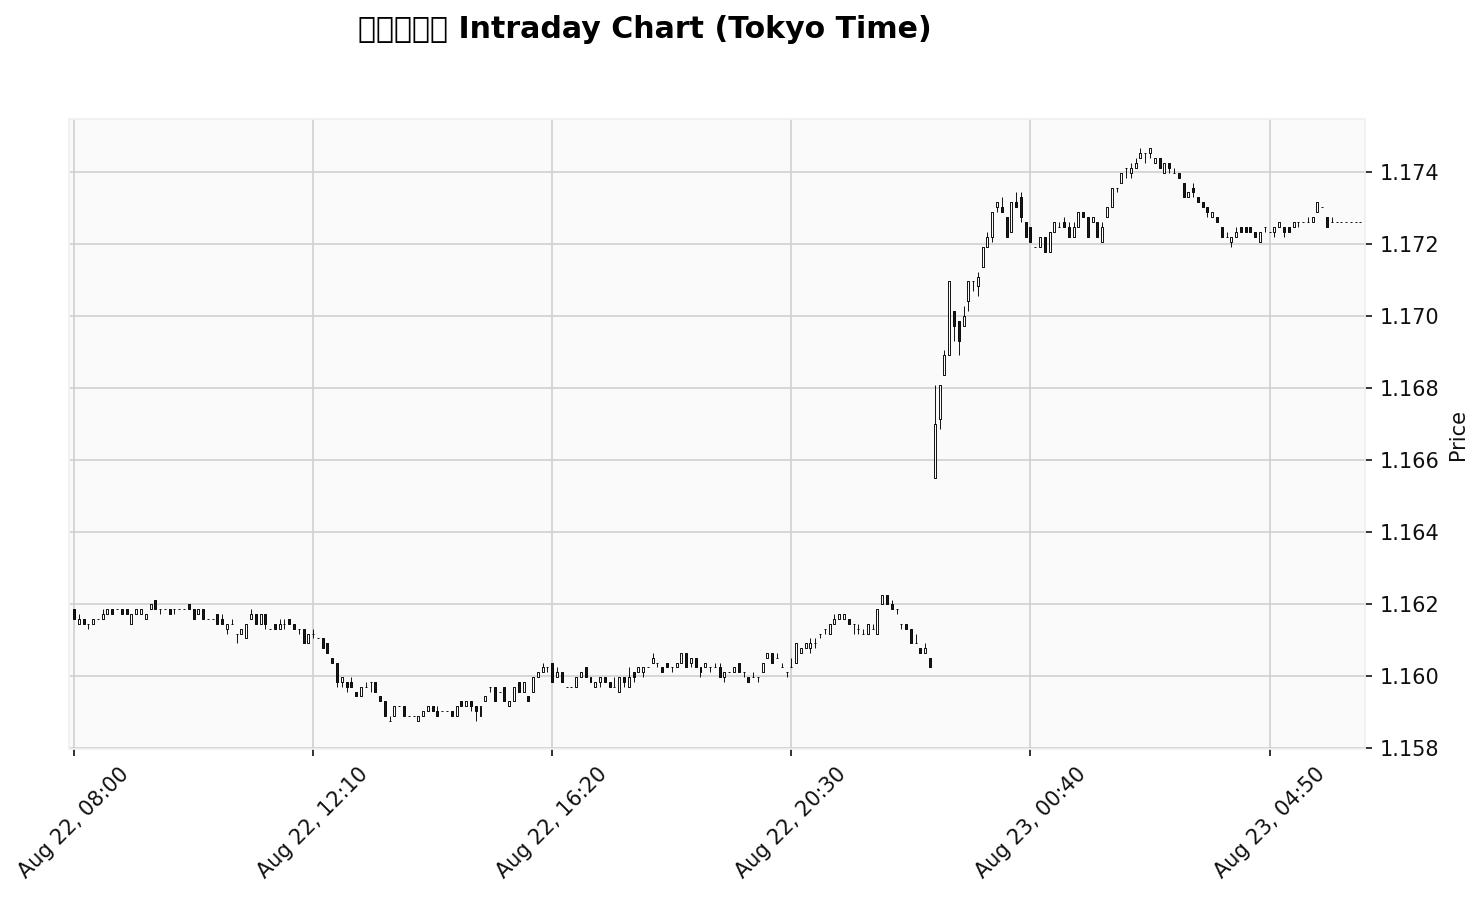 Intraday Chart (Tokyo Time)
1.174
1.172
1.170
1.168
1.166
1.164
1.162
1.160
1.158
Price
Aug 22, 08:00
Aug 22, 12:10
Aug 22, 16:20
Aug 22, 20:30
Aug 23, 00:40
Aug 23, 04:50